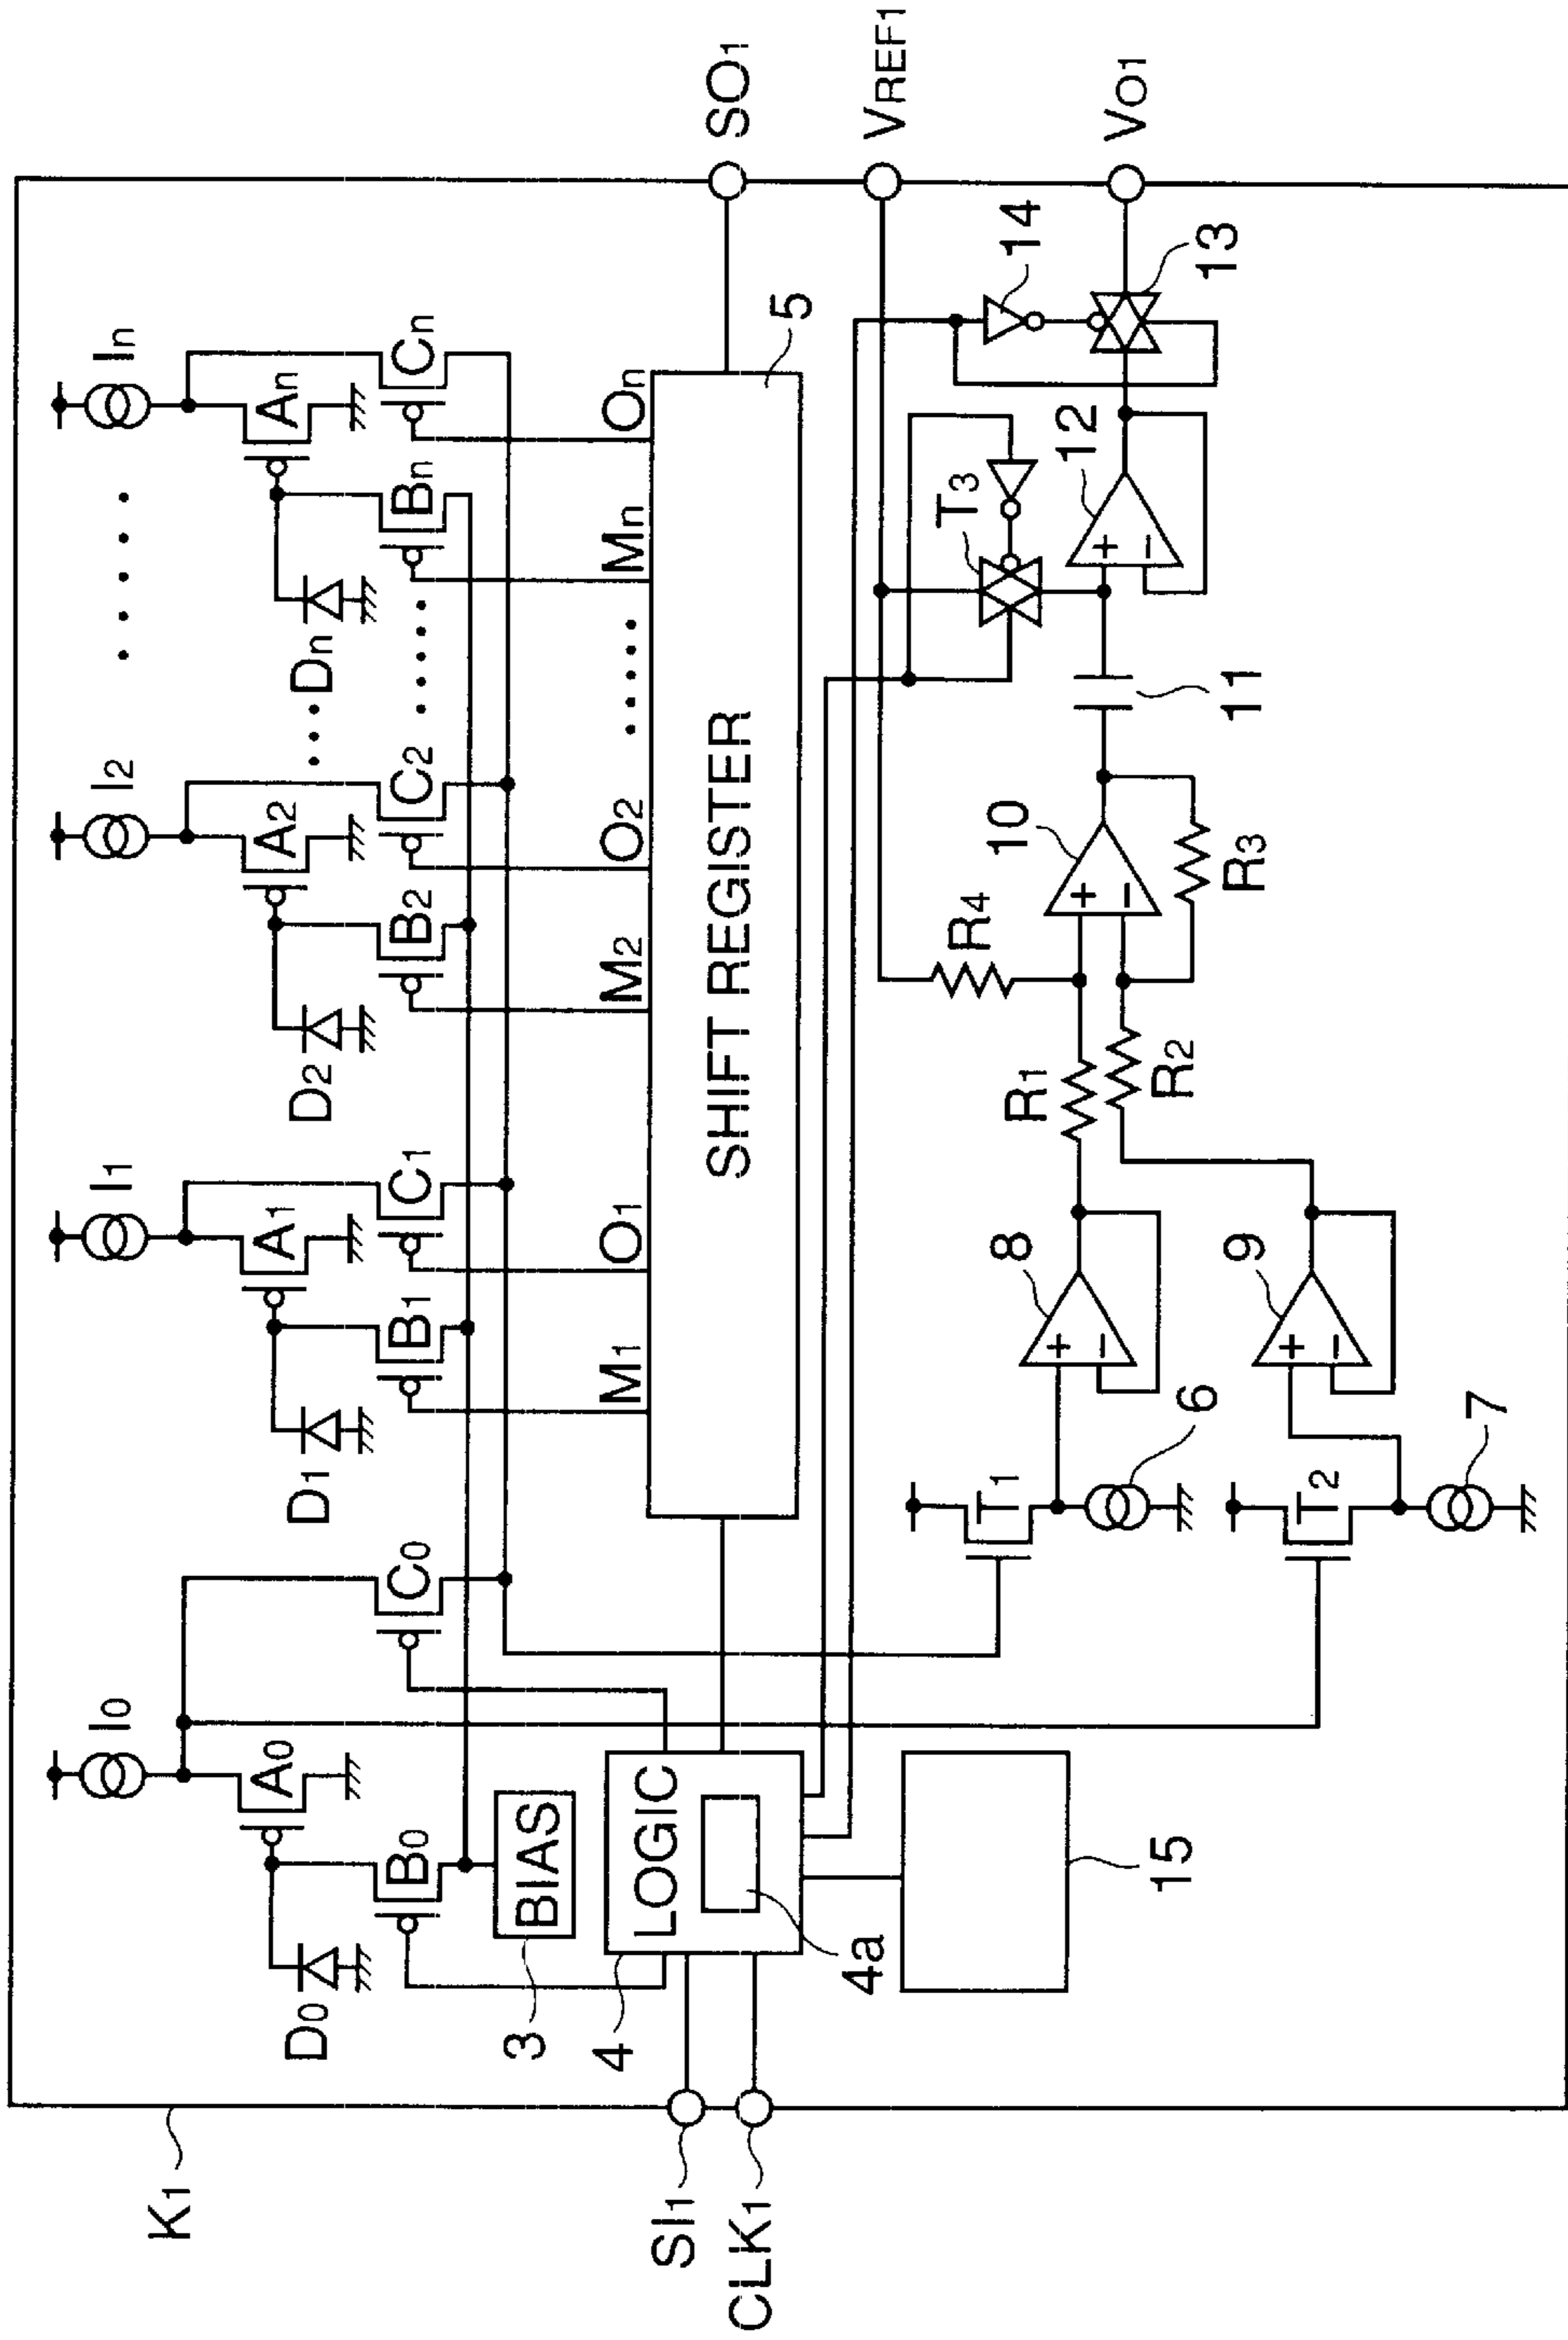 K1
I0
I1
I2
In
A0
A1
A2
An
D0
B0
C0
D1
B1
C1
D2
B2
C2
Dn
Bn
Cn
3
BIAS
M1
O1
M2
O2
Mn
On
4
LOGIC
4a
SHIFT REGISTER
5
SI1
CLK1
SO1
VREF1
VO1
15
T1
6
T2
7
8
9
R1
R2
R4
10
R3
11
T3
12
14
13